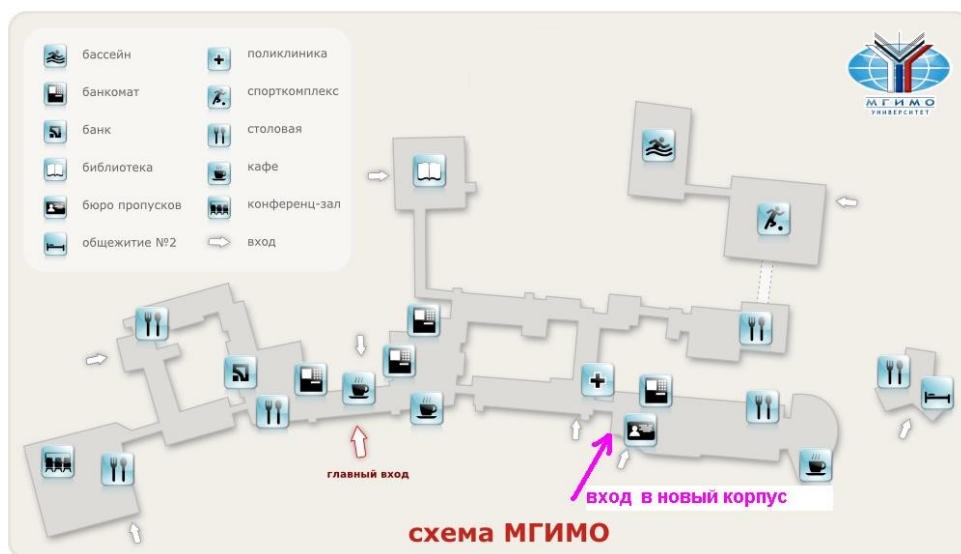 бассейн
поликлиника
банкомат
спорткомплекс
банк
столовая
библиотека
кафе
бюро пропусков
конференц-зал
общежитие №2
вход
МГИМО
УНИВЕРСИТЕТ
главный вход
вход в новый корпус
схема МГИМО